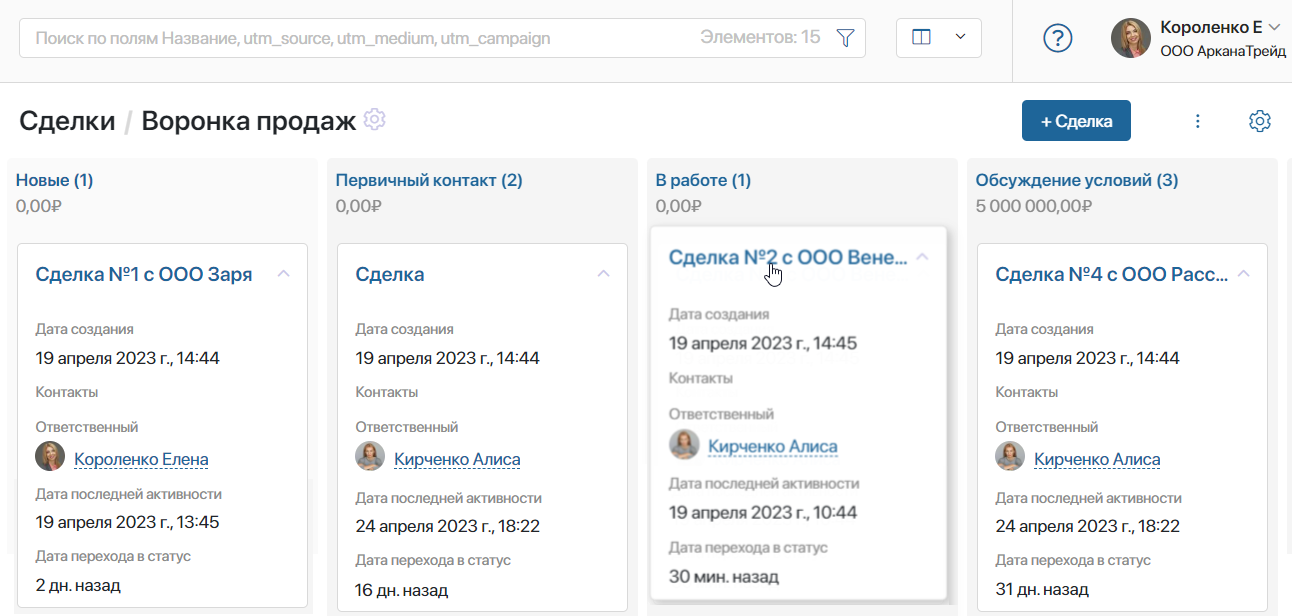 Поиск по полям Название, utm_source, utm_medium, utm_campaign
Элементов: 15
?
Короленко Е
ООО АрканаТрейд
Сделки / Воронка продаж
+ Сделка
Новые (1)
0,00₽
Сделка №1 с ООО Заря
Дата создания
19 апреля 2023 г., 14:44
Контакты
Ответственный
Короленко Елена
Дата последней активности
19 апреля 2023 г., 13:45
Дата перехода в статус
2 дн. назад
Первичный контакт (2)
0,00₽
Сделка
Дата создания
19 апреля 2023 г., 14:44
Контакты
Ответственный
Кирченко Алиса
Дата последней активности
24 апреля 2023 г., 18:22
Дата перехода в статус
16 дн. назад
В работе (1)
0,00₽
Сделка №2 с ООО Вене...
Дата создания
19 апреля 2023 г., 14:45
Контакты
Ответственный
Кирченко Алиса
Дата последней активности
19 апреля 2023 г., 10:44
Дата перехода в статус
30 мин. назад
Обсуждение условий (3)
5 000 000,00₽
Сделка №4 с ООО Расс...
Дата создания
19 апреля 2023 г., 14:44
Контакты
Ответственный
Кирченко Алиса
Дата последней активности
24 апреля 2023 г., 18:22
Дата перехода в статус
31 дн. назад